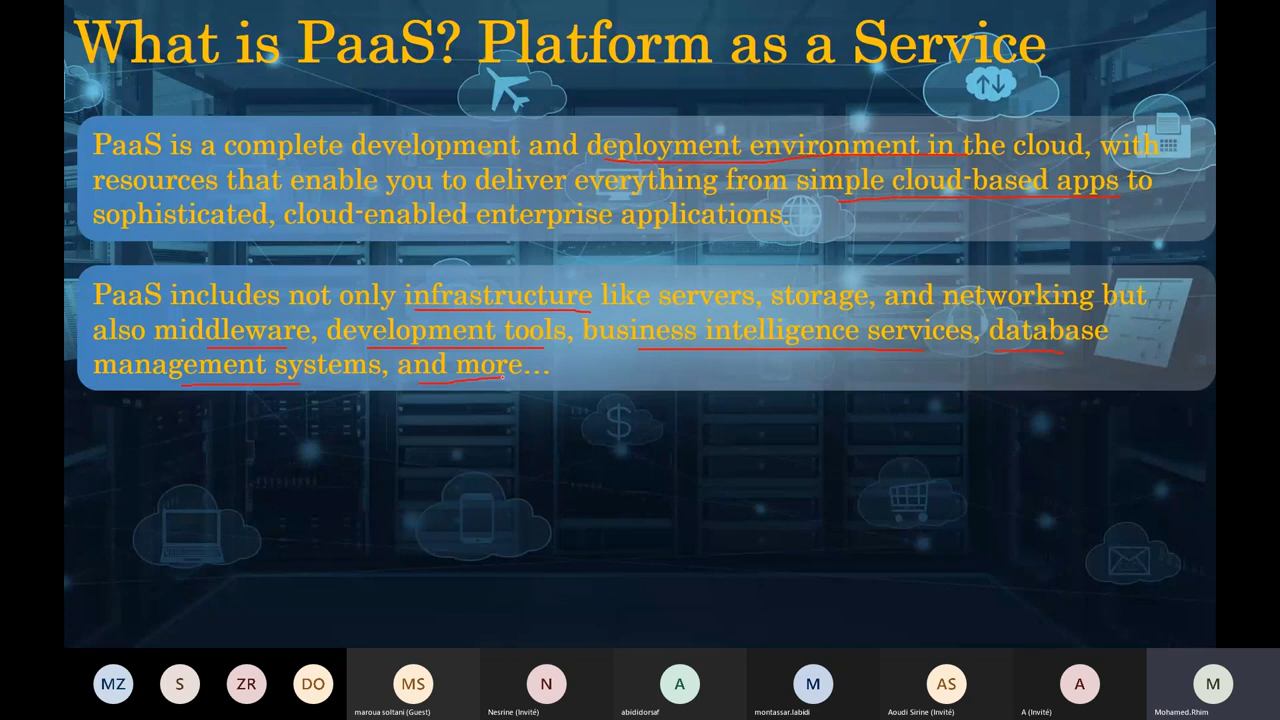 What is PaaS? Platform as a Service
PaaS is a complete development and deployment environment in the cloud, with
resources that enable you to deliver everything from simple cloud-based apps to
sophisticated, cloud-enabled enterprise applications.
PaaS includes not only infrastructure like servers, storage, and networking but
also middleware, development tools, business intelligence services, database
management systems, and more...
$
MZ S ZR DO MS N A M AS A M
maroua soltani (Guest) Nesrine (Invité) abididorsaf montassar.labidi Aoudi Sirine (Invité) A (Invité) Mohamed.Rhim